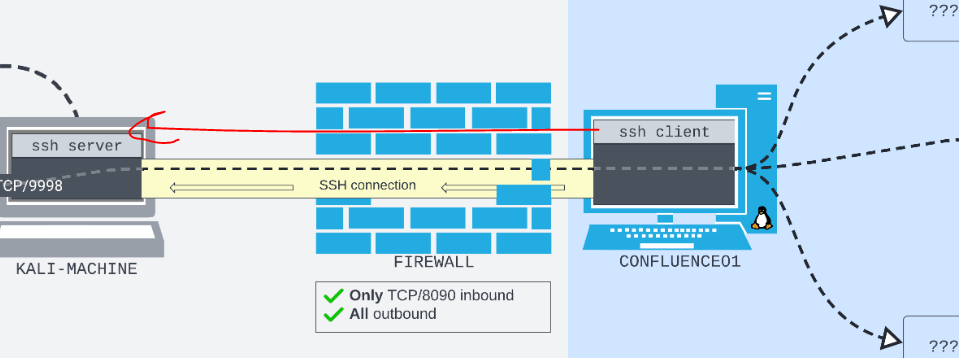 ???
ssh client
ssh server
TCP/9998
SSH connection
FIREWALL
KALI-MACHINE
CONFLUENCE01
Only TCP/8090 inbound
All outbound
???